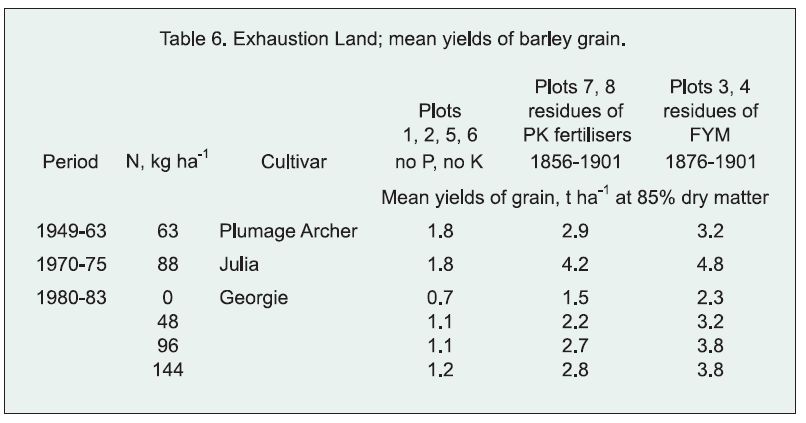 Table 6. Exhaustion Land; mean yields of barley grain.
Plots 7, 8 Plots 3, 4
Plots residues of residues of
1, 2, 5, 6 PK fertilisers FYM
Period N, kg ha⁻¹ Cultivar no P, no K 1856-1901 1876-1901
Mean yields of grain, t ha⁻¹ at 85% dry matter
1949-63 63 Plumage Archer 1.8 2.9 3.2
1970-75 88 Julia 1.8 4.2 4.8
1980-83 0 Georgie 0.7 1.5 2.3
48 1.1 2.2 3.2
96 1.1 2.7 3.8
144 1.2 2.8 3.8